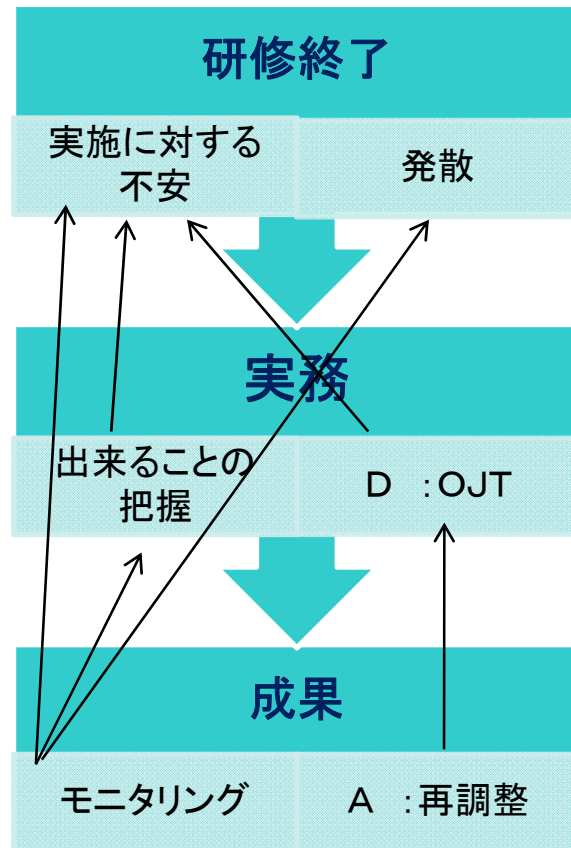 研修終了
実施に対する
不安
発散
実務
出来ることの
把握
Ｄ ：OJT
成果
モニタリング
Ａ ：再調整